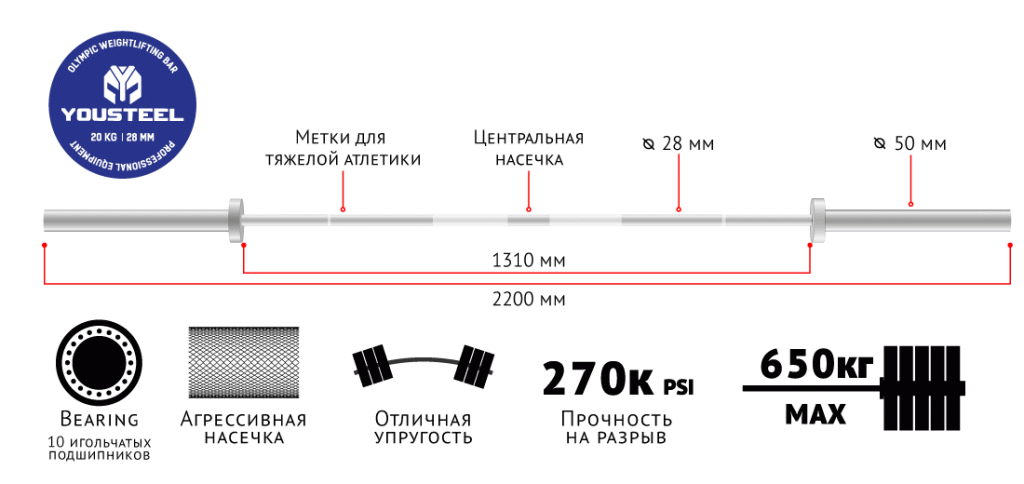 OLYMPIC WEIGHTLIFTING BAR
YOUSTEEL
20 KG | 28 MM
PROFESSIONAL EQUIPMENT
Метки для
тяжелой атлетики
Центральная
насечка
⌀ 28 мм
⌀ 50 мм
1310 мм
2200 мм
Bearing
10 игольчатых
подшипников
Агрессивная
насечка
Отличная
упругость
270К PSI
Прочность
на разрыв
650кг
MAX